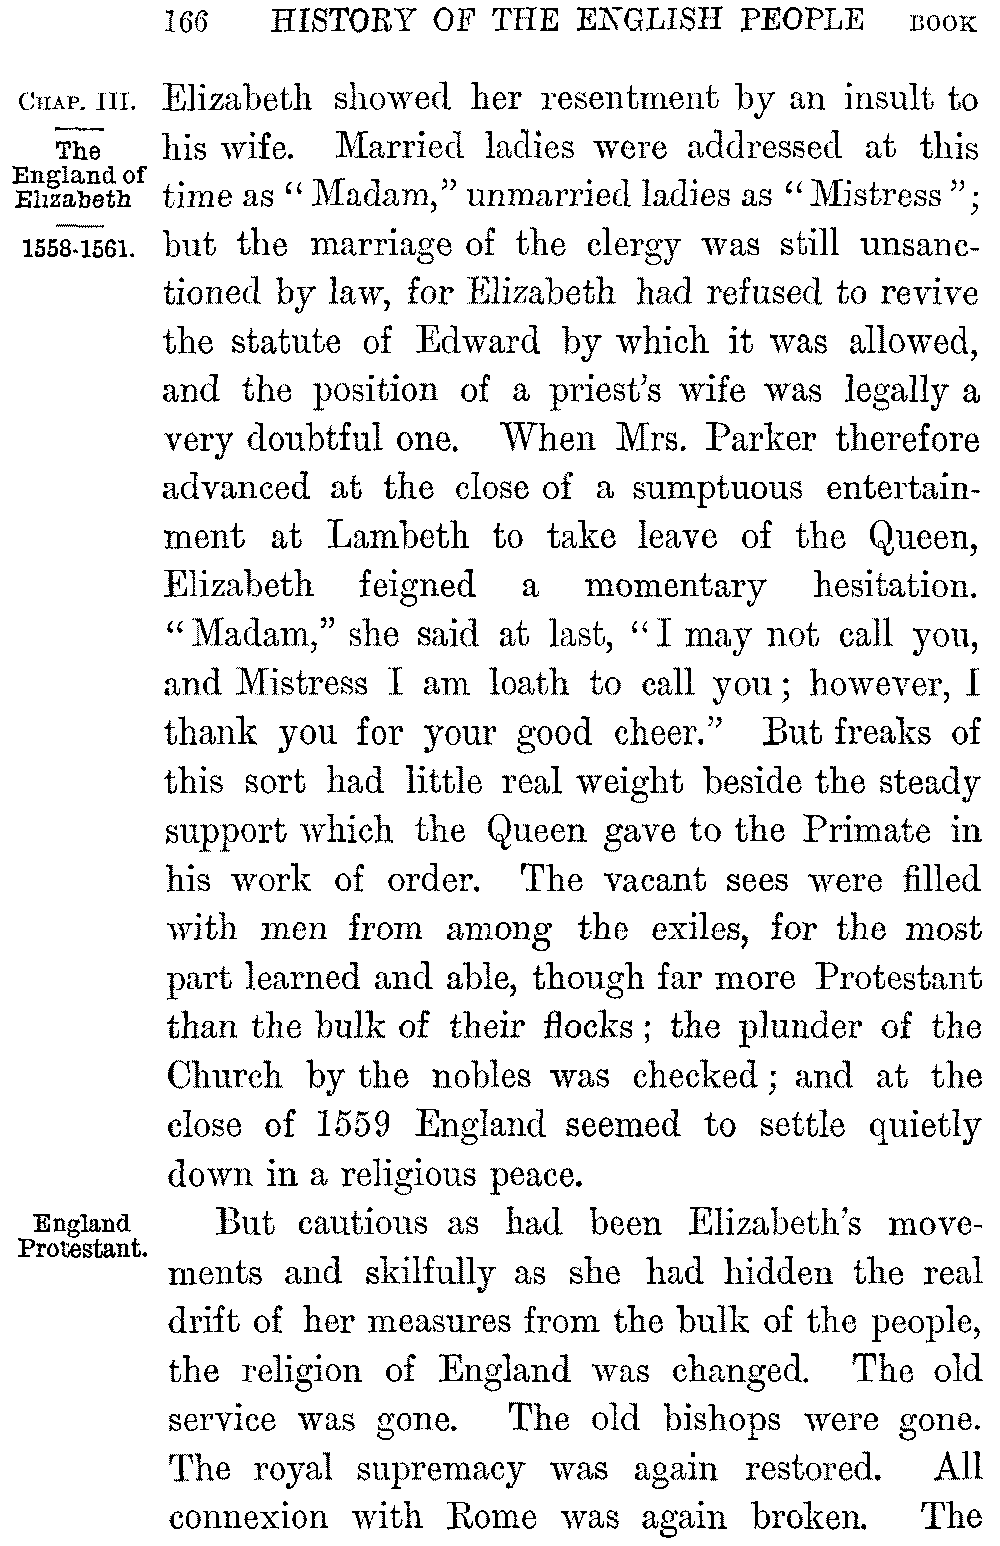 166 HISTORY OF THE ENGLISH PEOPLE BOOK
CHAP. III.
The
England of
Elizabeth
1558-1561.
Elizabeth showed her resentment by an insult to
his wife. Married ladies were addressed at this
time as “Madam,” unmarried ladies as “Mistress”;
but the marriage of the clergy was still unsanc-
tioned by law, for Elizabeth had refused to revive
the statute of Edward by which it was allowed,
and the position of a priest’s wife was legally a
very doubtful one. When Mrs. Parker therefore
advanced at the close of a sumptuous entertain-
ment at Lambeth to take leave of the Queen,
Elizabeth feigned a momentary hesitation.
“Madam,” she said at last, “I may not call you,
and Mistress I am loath to call you; however, I
thank you for your good cheer.” But freaks of
this sort had little real weight beside the steady
support which the Queen gave to the Primate in
his work of order. The vacant sees were filled
with men from among the exiles, for the most
part learned and able, though far more Protestant
than the bulk of their flocks; the plunder of the
Church by the nobles was checked; and at the
close of 1559 England seemed to settle quietly
down in a religious peace.
England
Protestant.
But cautious as had been Elizabeth’s move-
ments and skilfully as she had hidden the real
drift of her measures from the bulk of the people,
the religion of England was changed. The old
service was gone. The old bishops were gone.
The royal supremacy was again restored. All
connexion with Rome was again broken. The